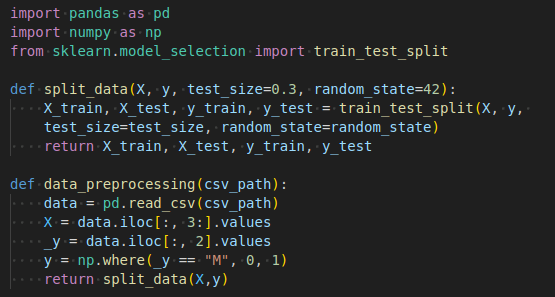 import pandas as pd
import numpy as np
from sklearn.model_selection import train_test_split

def split_data(X, y, test_size=0.3, random_state=42):
    X_train, X_test, y_train, y_test = train_test_split(X, y,
    test_size=test_size, random_state=random_state)
    return X_train, X_test, y_train, y_test

def data_preprocessing(csv_path):
    data = pd.read_csv(csv_path)
    X = data.iloc[:, 3:].values
    _y = data.iloc[:, 2].values
    y = np.where(_y == "M", 0, 1)
    return split_data(X,y)